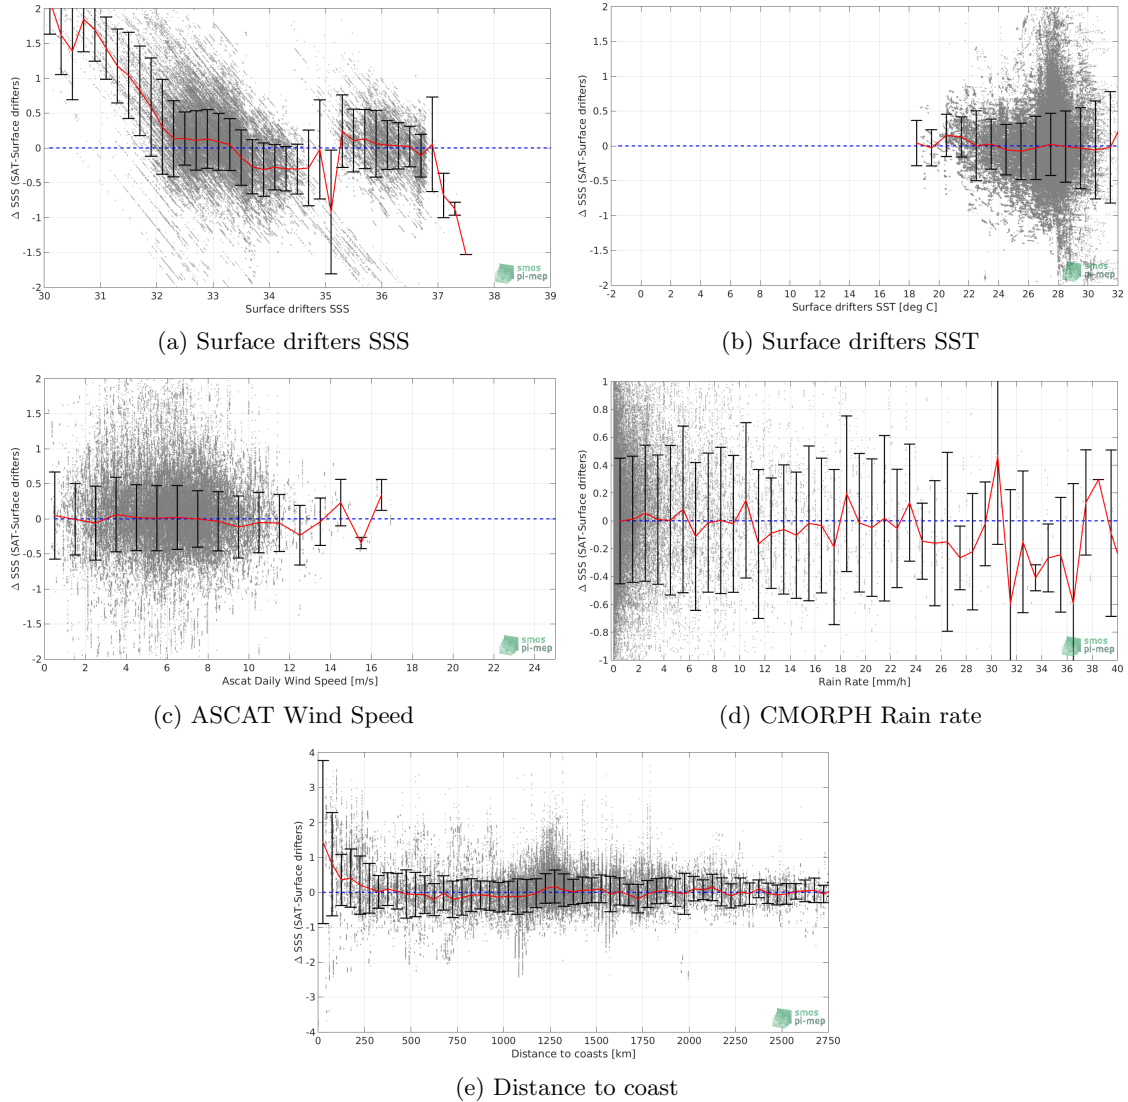 2
1.5
1
0.5
0
-0.5
-1
-1.5
-2
Δ SSS (SAT-Surface drifters)
30 31 32 33 34 35 36 37 38 39
Surface drifters SSS
smos
pi-mep
(a) Surface drifters SSS
2
1.5
1
0.5
0
-0.5
-1
-1.5
-2
Δ SSS (SAT-Surface drifters)
-2 0 2 4 6 8 10 12 14 16 18 20 22 24 26 28 30 32
Surface drifters SST [deg C]
smos
pi-mep
(b) Surface drifters SST
2
1.5
1
0.5
0
-0.5
-1
-1.5
-2
Δ SSS (SAT-Surface drifters)
0 2 4 6 8 10 12 14 16 18 20 22 24
Ascat Daily Wind Speed [m/s]
smos
pi-mep
(c) ASCAT Wind Speed
1
0.8
0.6
0.4
0.2
0
-0.2
-0.4
-0.6
-0.8
-1
Δ SSS (SAT-Surface drifters)
0 2 4 6 8 10 12 14 16 18 20 22 24 26 28 30 32 34 36 38 40
Rain Rate [mm/h]
smos
pi-mep
(d) CMORPH Rain rate
4
3
2
1
0
-1
-2
-3
-4
Δ SSS (SAT-Surface drifters)
0 250 500 750 1000 1250 1500 1750 2000 2250 2500 2750
Distance to coasts [km]
smos
pi-mep
(e) Distance to coast